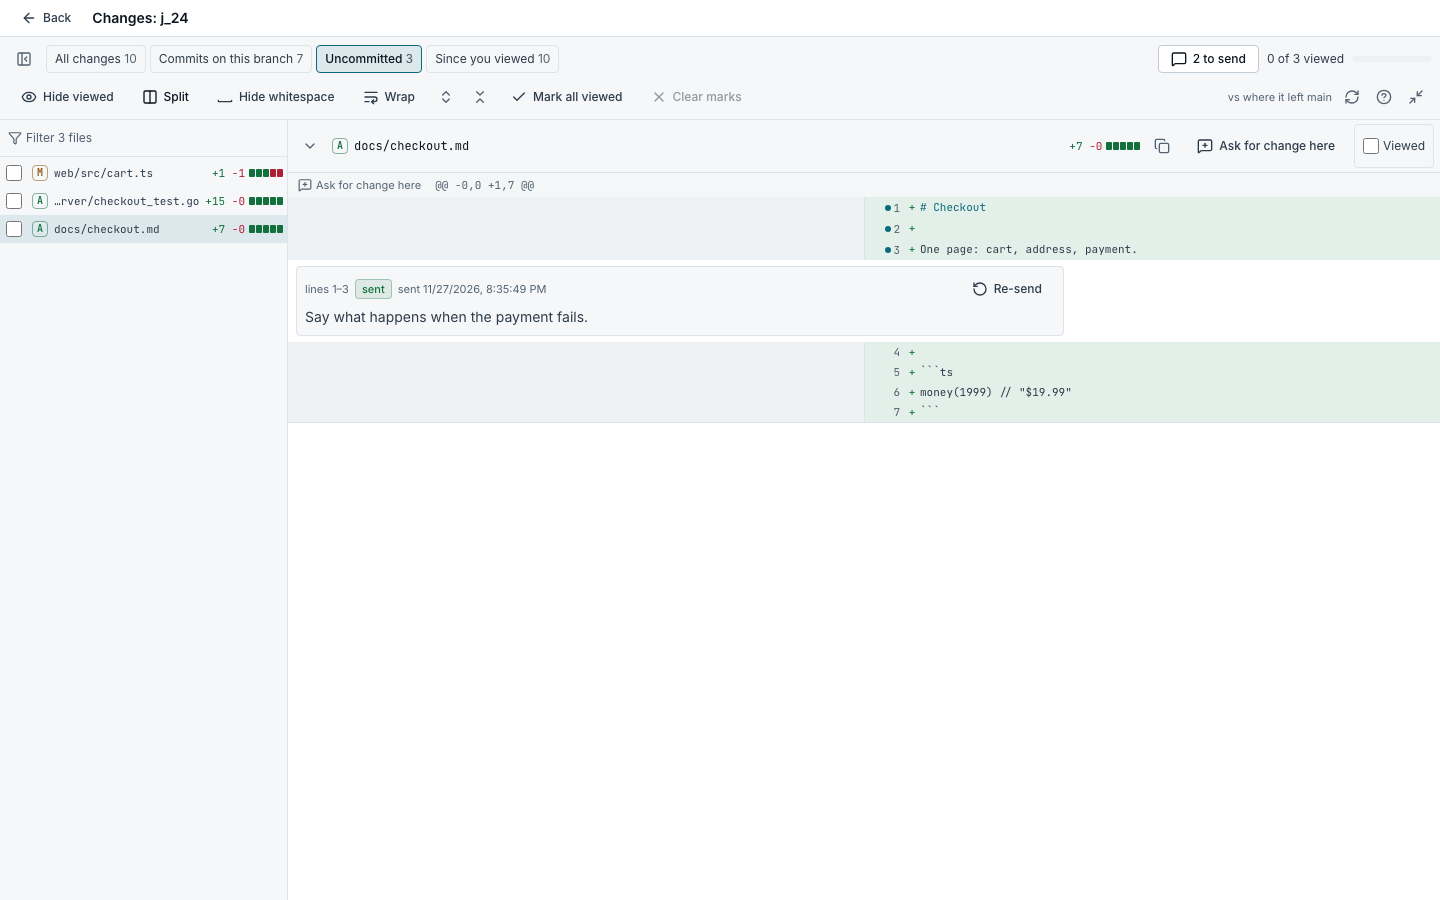 Back Changes: j_24
All changes 10 Commits on this branch 7 Uncommitted 3 Since you viewed 10 2 to send 0 of 3 viewed
Hide viewed Split Hide whitespace Wrap Mark all viewed Clear marks vs where it left main
Filter 3 files
M web/src/cart.ts +1 -1
A …rver/checkout_test.go +15 -0
A docs/checkout.md +7 -0
A docs/checkout.md +7 -0 Ask for change here Viewed
Ask for change here @@ -0,0 +1,7 @@
1 + # Checkout
2 +
3 + One page: cart, address, payment.
lines 1–3 sent sent 11/27/2026, 8:35:49 PM Re-send
Say what happens when the payment fails.
4 +
5 + ```ts
6 + money(1999) // "$19.99"
7 + ```